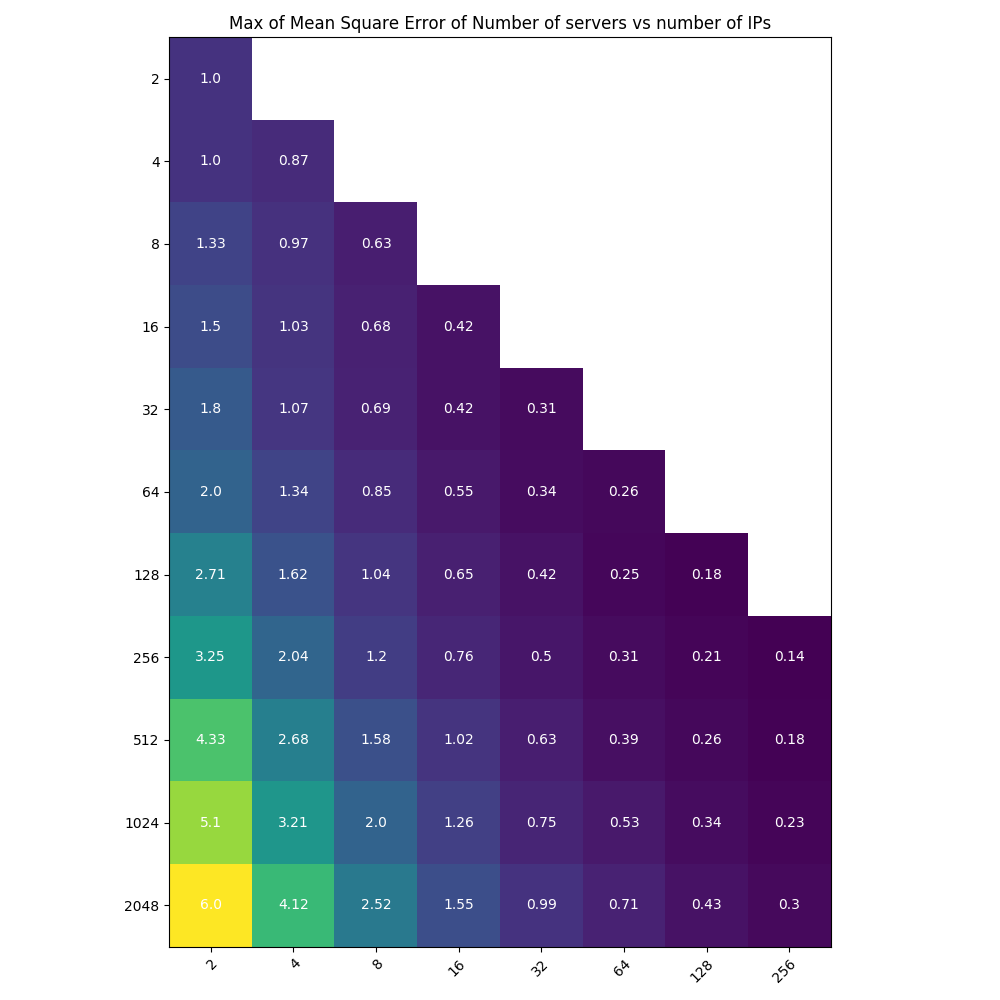 Max of Mean Square Error of Number of servers vs number of IPs
2 1.0
4 1.0 0.87
8 1.33 0.97 0.63
16 1.5 1.03 0.68 0.42
32 1.8 1.07 0.69 0.42 0.31
64 2.0 1.34 0.85 0.55 0.34 0.26
128 2.71 1.62 1.04 0.65 0.42 0.25 0.18
256 3.25 2.04 1.2 0.76 0.5 0.31 0.21 0.14
512 4.33 2.68 1.58 1.02 0.63 0.39 0.26 0.18
1024 5.1 3.21 2.0 1.26 0.75 0.53 0.34 0.23
2048 6.0 4.12 2.52 1.55 0.99 0.71 0.43 0.3
2 4 8 16 32 64 128 256